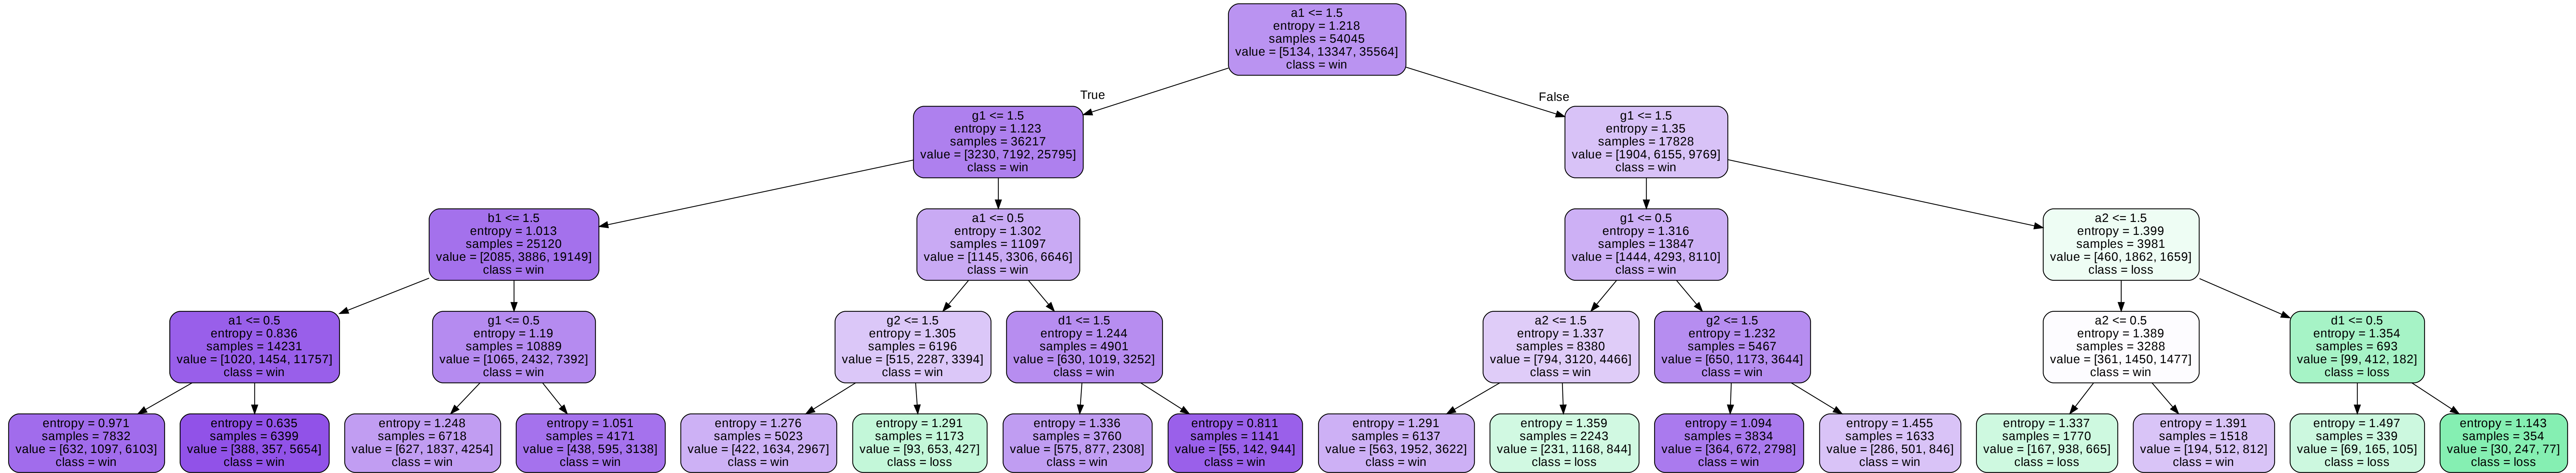 a1 <= 1.5
entropy = 1.218
samples = 54045
value = [5134, 13347, 35564]
class = win
True
False
g1 <= 1.5
entropy = 1.123
samples = 36217
value = [3230, 7192, 25795]
class = win
g1 <= 1.5
entropy = 1.35
samples = 17828
value = [1904, 6155, 9769]
class = win
b1 <= 1.5
entropy = 1.013
samples = 25120
value = [2085, 3886, 19149]
class = win
a1 <= 0.5
entropy = 1.302
samples = 11097
value = [1145, 3306, 6646]
class = win
g1 <= 0.5
entropy = 1.316
samples = 13847
value = [1444, 4293, 8110]
class = win
a2 <= 1.5
entropy = 1.399
samples = 3981
value = [460, 1862, 1659]
class = loss
a1 <= 0.5
entropy = 0.836
samples = 14231
value = [1020, 1454, 11757]
class = win
g1 <= 0.5
entropy = 1.19
samples = 10889
value = [1065, 2432, 7392]
class = win
g2 <= 1.5
entropy = 1.305
samples = 6196
value = [515, 2287, 3394]
class = win
d1 <= 1.5
entropy = 1.244
samples = 4901
value = [630, 1019, 3252]
class = win
a2 <= 1.5
entropy = 1.337
samples = 8380
value = [794, 3120, 4466]
class = win
g2 <= 1.5
entropy = 1.232
samples = 5467
value = [650, 1173, 3644]
class = win
a2 <= 0.5
entropy = 1.389
samples = 3288
value = [361, 1450, 1477]
class = win
d1 <= 0.5
entropy = 1.354
samples = 693
value = [99, 412, 182]
class = loss
entropy = 0.971
samples = 7832
value = [632, 1097, 6103]
class = win
entropy = 0.635
samples = 6399
value = [388, 357, 5654]
class = win
entropy = 1.248
samples = 6718
value = [627, 1837, 4254]
class = win
entropy = 1.051
samples = 4171
value = [438, 595, 3138]
class = win
entropy = 1.276
samples = 5023
value = [422, 1634, 2967]
class = win
entropy = 1.291
samples = 1173
value = [93, 653, 427]
class = loss
entropy = 1.336
samples = 3760
value = [575, 877, 2308]
class = win
entropy = 0.811
samples = 1141
value = [55, 142, 944]
class = win
entropy = 1.291
samples = 6137
value = [563, 1952, 3622]
class = win
entropy = 1.359
samples = 2243
value = [231, 1168, 844]
class = loss
entropy = 1.094
samples = 3834
value = [364, 672, 2798]
class = win
entropy = 1.455
samples = 1633
value = [286, 501, 846]
class = win
entropy = 1.337
samples = 1770
value = [167, 938, 665]
class = loss
entropy = 1.391
samples = 1518
value = [194, 512, 812]
class = win
entropy = 1.497
samples = 339
value = [69, 165, 105]
class = loss
entropy = 1.143
samples = 354
value = [30, 247, 77]
class = loss